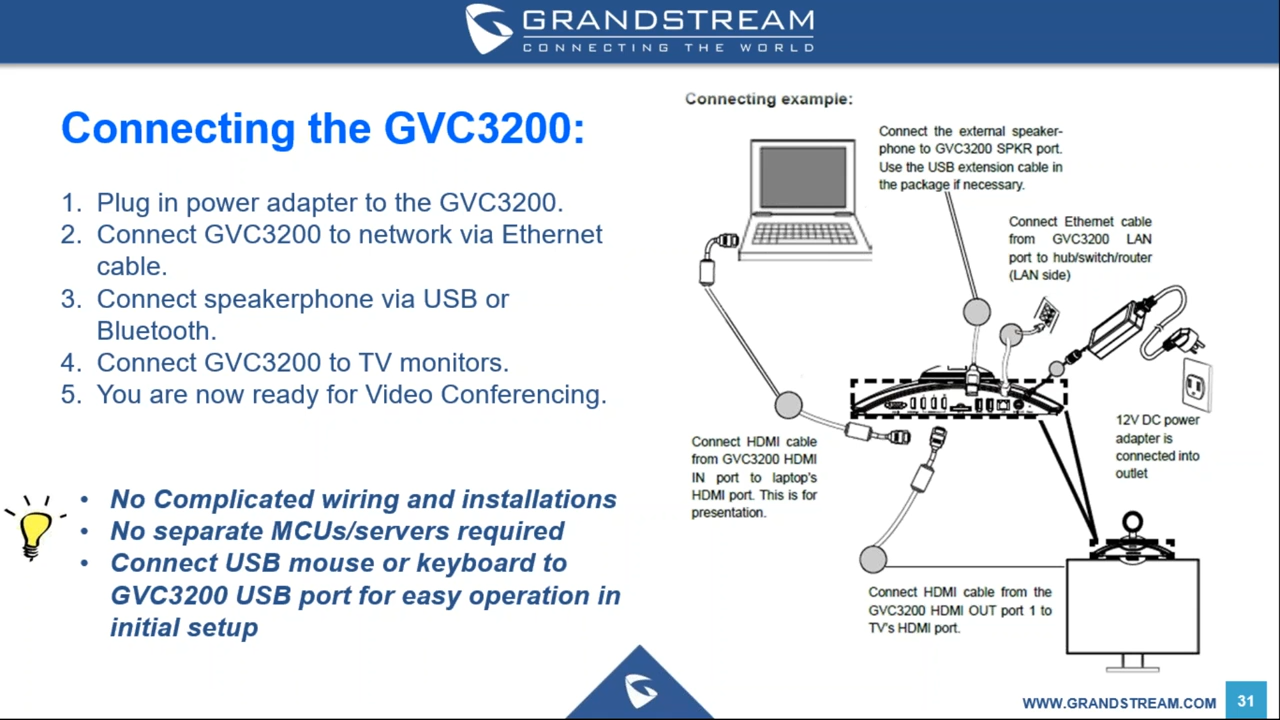 GRANDSTREAM
CONNECTING THE WORLD
Connecting the GVC3200:
1. Plug in power adapter to the GVC3200.
2. Connect GVC3200 to network via Ethernet
cable.
3. Connect speakerphone via USB or
Bluetooth.
4. Connect GVC3200 to TV monitors.
5. You are now ready for Video Conferencing.
• No Complicated wiring and installations
• No separate MCUs/servers required
• Connect USB mouse or keyboard to
GVC3200 USB port for easy operation in
initial setup
Connecting example:
Connect the external speaker-
phone to GVC3200 SPKR port.
Use the USB extension cable in
the package if necessary.
Connect Ethernet cable
from GVC3200 LAN
port to hub/switch/router
(LAN side)
12V DC power
adapter is
connected into
outlet
Connect HDMI cable
from GVC3200 HDMI
IN port to laptop's
HDMI port. This is for
presentation.
Connect HDMI cable from the
GVC3200 HDMI OUT port 1 to
TV's HDMI port.
WWW.GRANDSTREAM.COM
31